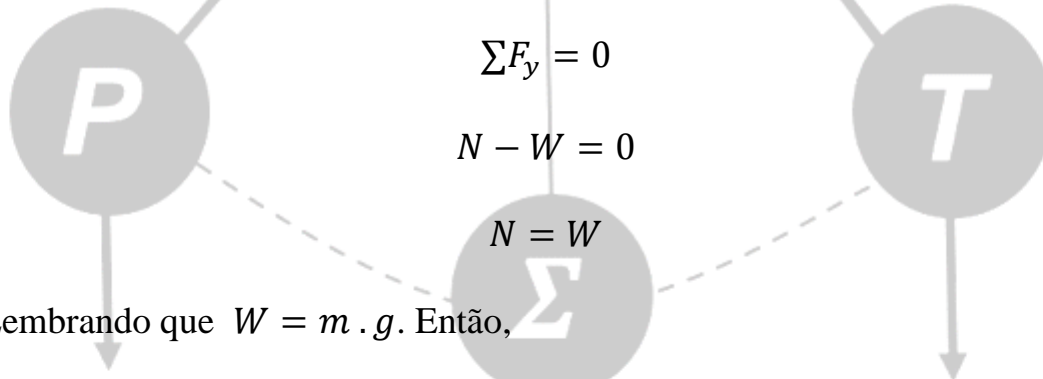 ∑F_y = 0
P
T
N − W = 0
N = W
Σ
embrando que W = m . g. Então,